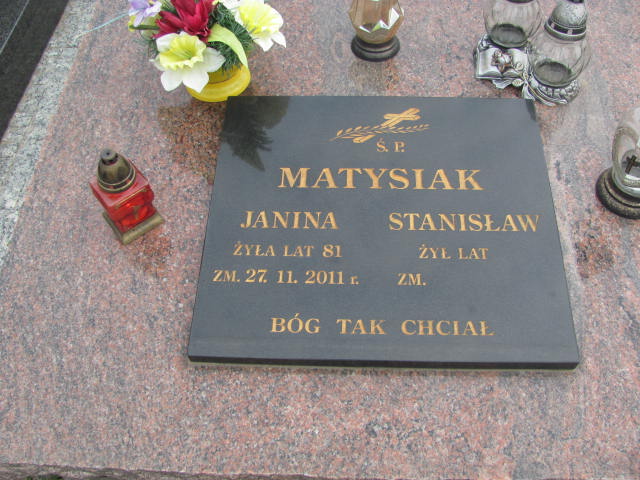 Ś. P.
MATYSIAK
JANINA STANISŁAW
ŻYŁA LAT 81 ŻYŁ LAT
ZM. 27. 11. 2011 r. ZM.
BÓG TAK CHCIAŁ